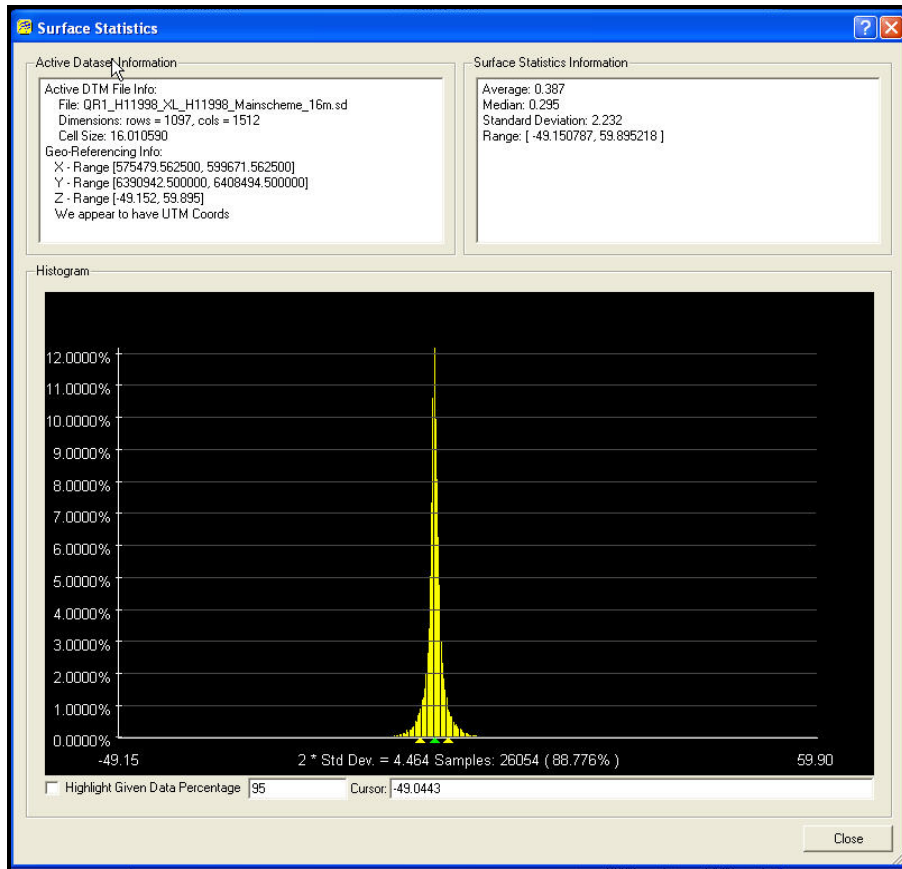 Surface Statistics
Active Dataset Information
Active DTM File Info:
File: QR1_H11998_XL_H11998_Mainscheme_16m.sd
Dimensions: rows = 1097, cols = 1512
Cell Size: 16.010590
Geo-Referencing Info:
X - Range [575479.562500, 599671.562500]
Y - Range [6390942.500000, 6408494.500000]
Z - Range [-49.152, 59.895]
We appear to have UTM Coords
Surface Statistics Information
Average: 0.387
Median: 0.295
Standard Deviation: 2.232
Range: [ -49.150787, 59.895218 ]
Histogram
12.0000%
11.0000%
10.0000%
9.0000%
8.0000%
7.0000%
6.0000%
5.0000%
4.0000%
3.0000%
2.0000%
1.0000%
0.0000%
-49.15 2 * Std Dev. = 4.464 Samples: 26054 ( 88.776% ) 59.90
Highlight Given Data Percentage 95 Cursor: -49.0443
Close